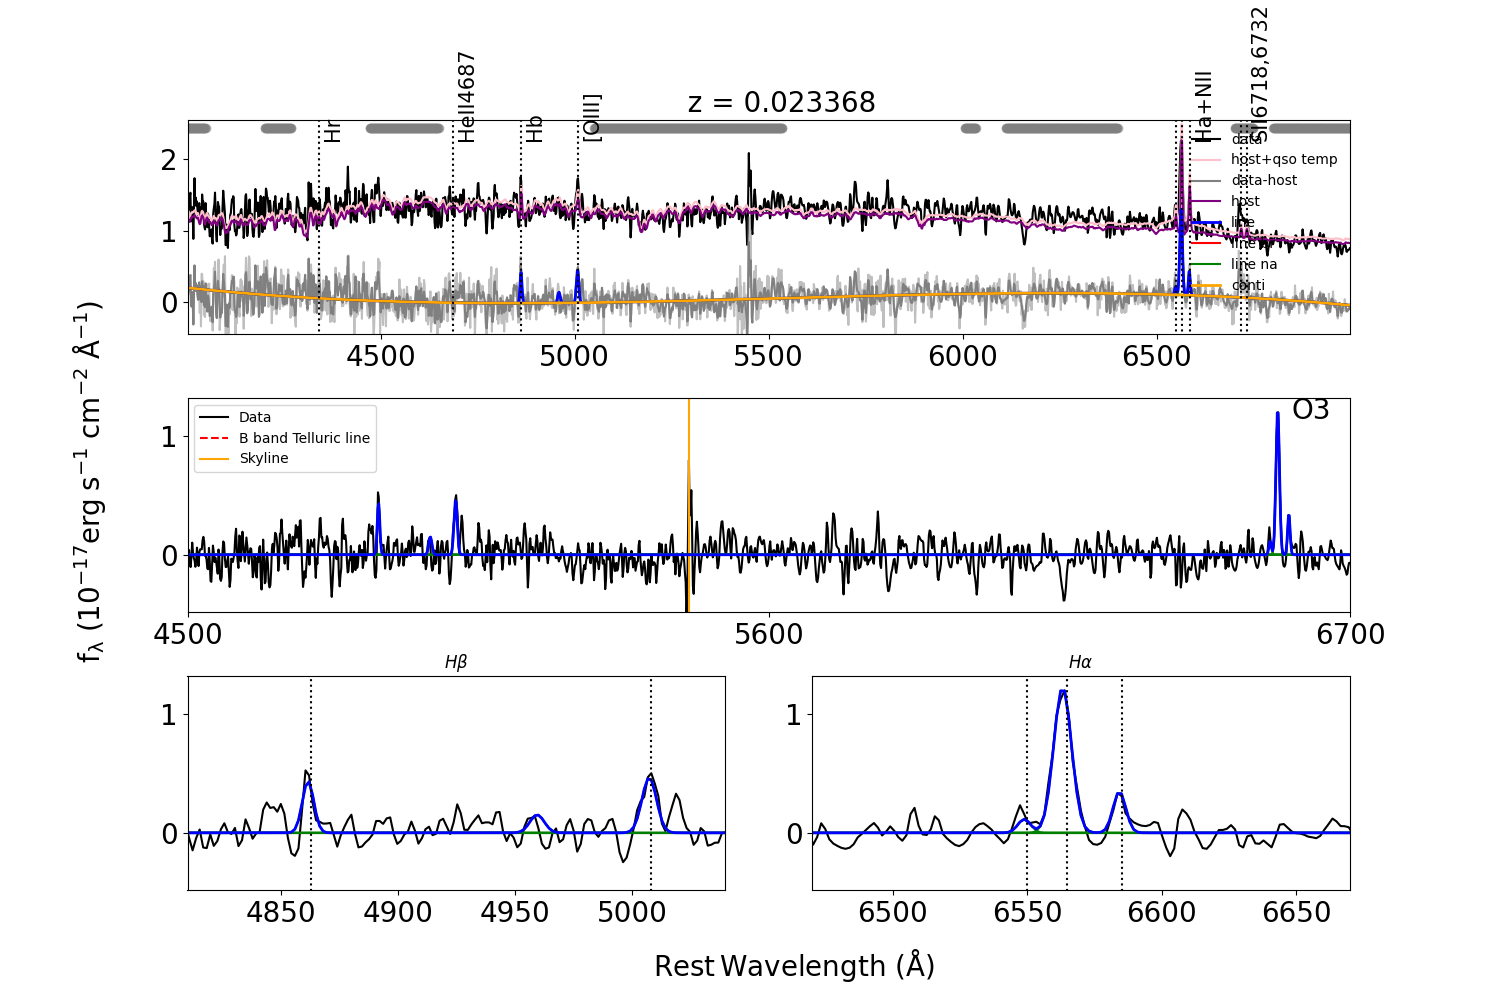 z = 0.023368
Hr
HeII4687
Hb
[OIII]
Ha+NII
SII6718,6732
data
host+qso temp
data-host
host
line
line na
conti
2
1
0
4500
5000
5500
6000
6500
Data
B band Telluric line
Skyline
O3
1
0
4500
5600
6700
fλ (10⁻¹⁷erg s⁻¹ cm⁻² Å⁻¹)
Hβ
1
0
4850
4900
4950
5000
Hα
1
0
6500
6550
6600
6650
Rest Wavelength (Å)